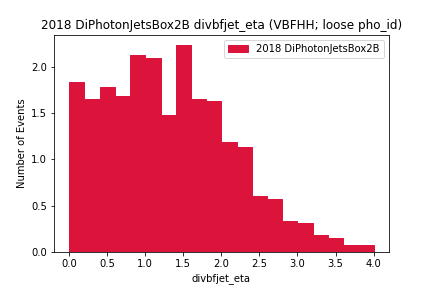 2018 DiPhotonJetsBox2B divbfjet_eta (VBFHH; loose pho_id)
2018 DiPhotonJetsBox2B
Number of Events
2.0
1.5
1.0
0.5
0.0
0.0 0.5 1.0 1.5 2.0 2.5 3.0 3.5 4.0
divbfjet_eta